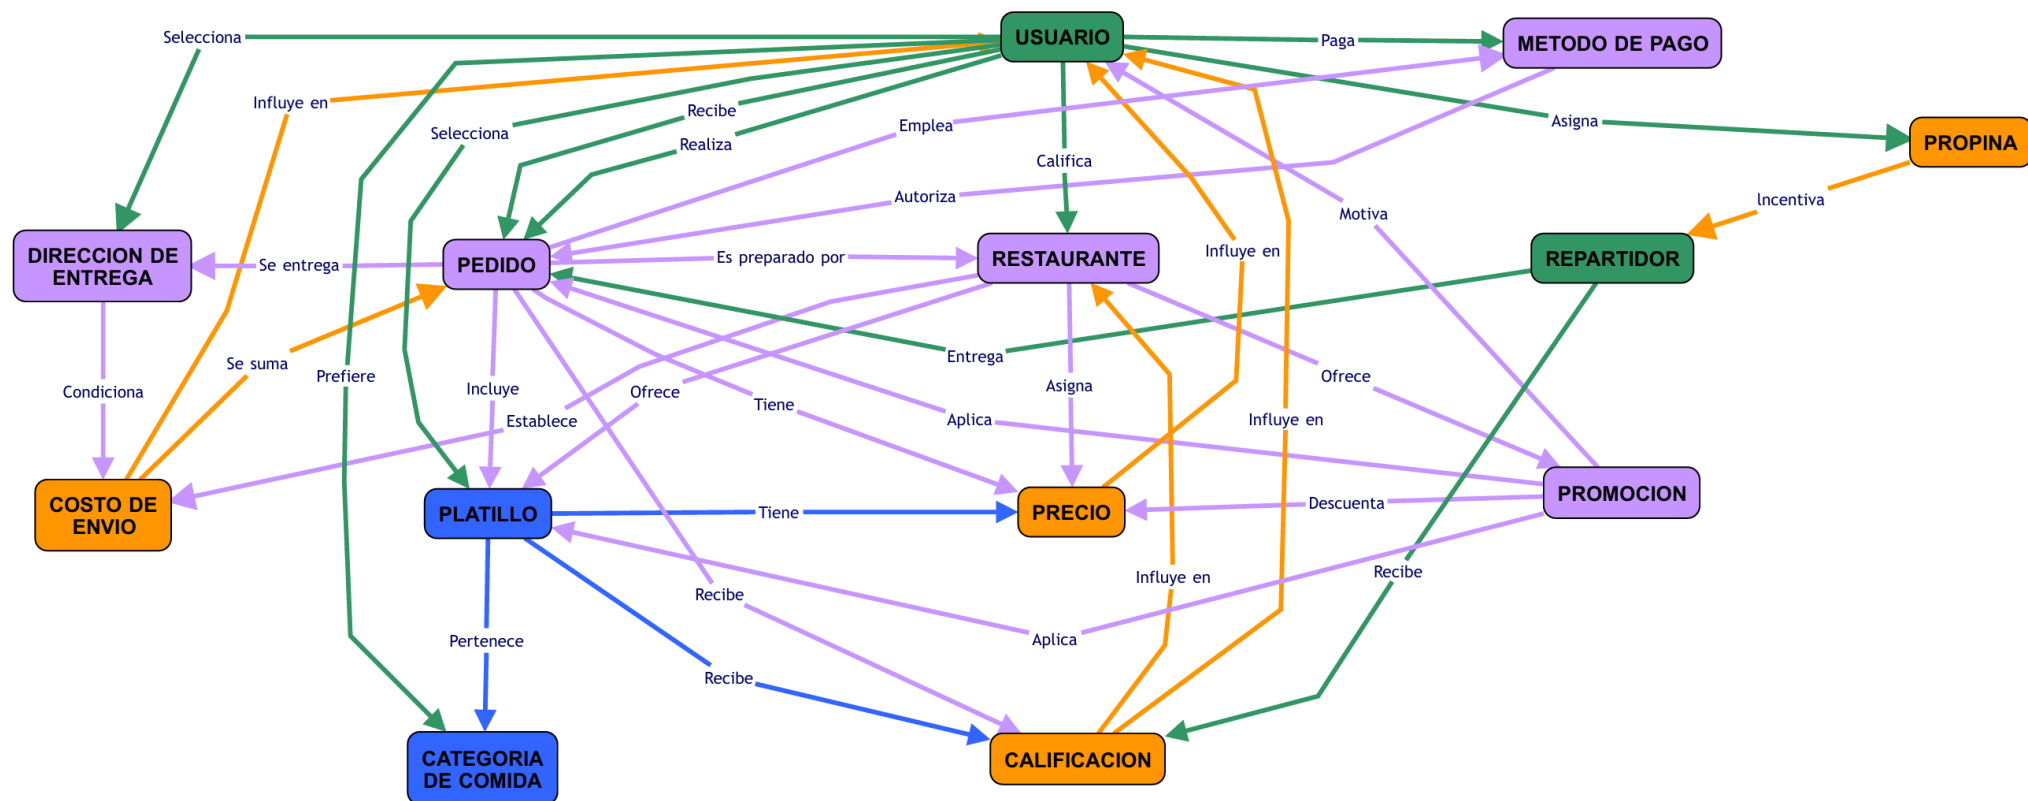 USUARIO
METODO DE PAGO
Selecciona
Paga
Influye en
Recibe
Emplea
Asigna
Selecciona
Realiza
PROPINA
Califica
Autoriza
Incentiva
Motiva
DIRECCION DE
ENTREGA
Se entrega
PEDIDO
Es preparado por
RESTAURANTE
Influye en
REPARTIDOR
Entrega
Se suma
Prefiere
Condiciona
Incluye
Ofrece
Asigna
Ofrece
Tiene
Establece
Aplica
Influye en
COSTO DE
ENVIO
PLATILLO
Tiene
PRECIO
Descuenta
PROMOCION
Recibe
Influye en
Recibe
Pertenece
Aplica
Recibe
CATEGORIA
DE COMIDA
CALIFICACION